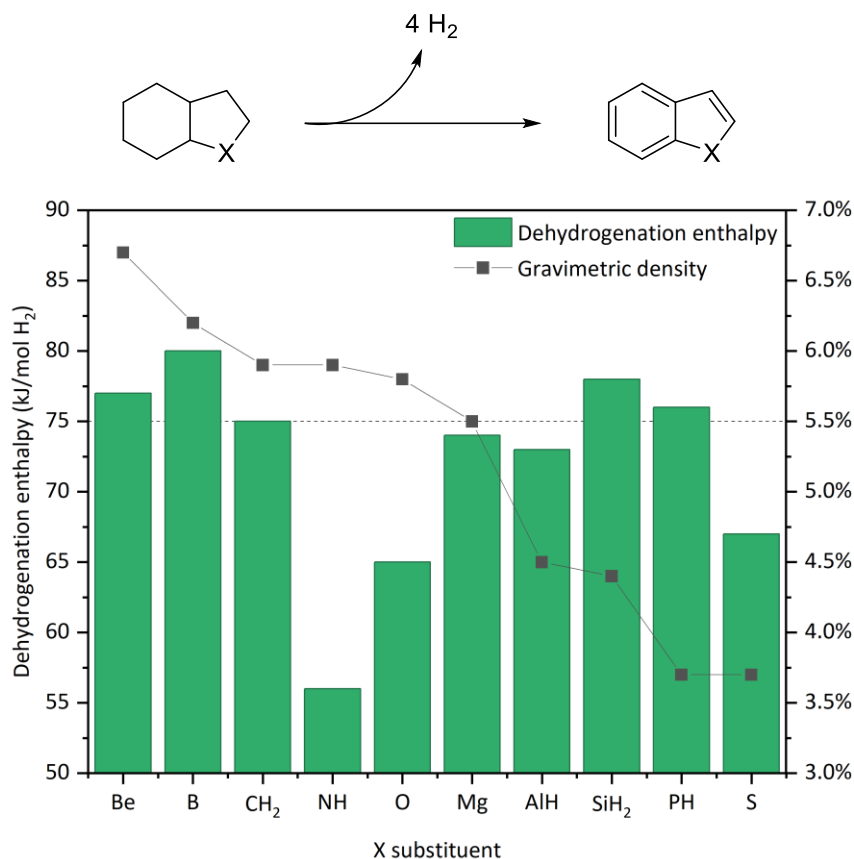 4 H₂
X
X
Dehydrogenation enthalpy
Gravimetric density
Dehydrogenation enthalpy (kJ/mol H₂)
90
85
80
75
70
65
60
55
50
7.0%
6.5%
6.0%
5.5%
5.0%
4.5%
4.0%
3.5%
3.0%
Be B CH₂ NH O Mg AlH SiH₂ PH S
X substituent